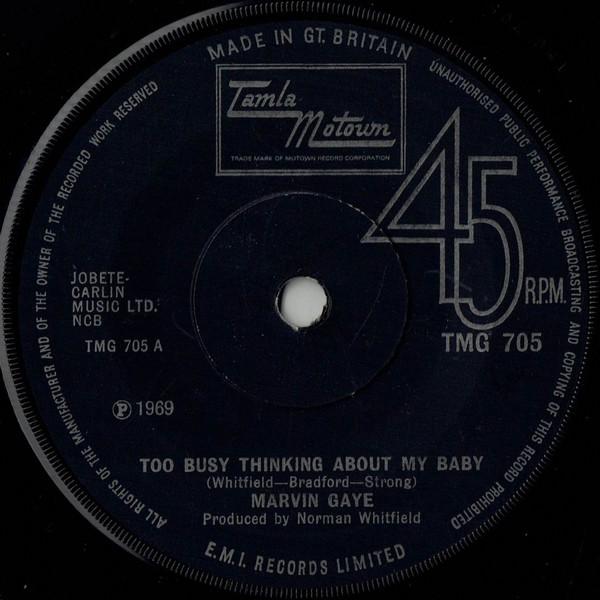 MADE IN GT. BRITAIN
UNAUTHORISED PUBLIC PERFORMANCE BROADCASTING AND COPYING OF THIS RECORD PROHIBITED
ALL RIGHTS OF THE MANUFACTURER AND OF THE OWNER OF THE RECORDED WORK RESERVED
Tamla
Motown
TRADE MARK OF MOTOWN RECORD CORPORATION
45
R.P.M.
JOBETE-
CARLIN
MUSIC LTD.
NCB
TMG 705 A
TMG 705
Ⓟ 1969
TOO BUSY THINKING ABOUT MY BABY
(Whitfield—Bradford—Strong)
MARVIN GAYE
Produced by Norman Whitfield
E.M.I. RECORDS LIMITED